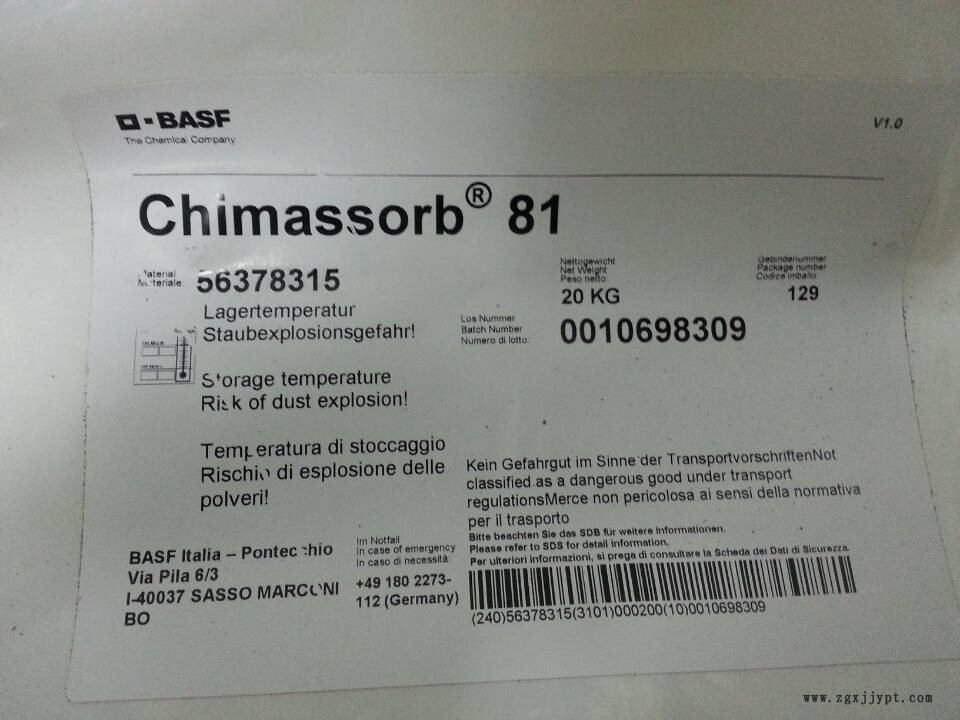 BASF
The Chemical Company
V1.0
Chimassorb® 81
Material
Materiale:
56378315
Nettogewicht
Net Weight
Peso netto
20 KG
Gebindenummer
Package number
Codice imballo:
129
Lagertemperatur
Staubexplosionsgefahr!
Los Nummer
Batch Number
Numero di lotto:
0010698309
Storage temperature
Risk of dust explosion!
Temperatura di stoccaggio
Rischio di esplosione delle
polveri!
Kein Gefahrgut im Sinne der TransportvorschriftenNot
classified as a dangerous good under transport
regulationsMerce non pericolosa ai sensi della normativa
per il trasporto
Bitte beachten Sie das SDB für weitere Informationen.
Please refer to SDS for detail information.
Per ulteriori informazioni, si prega di consultare la Scheda dei Dati di Sicurezza.
BASF Italia – Pontecchio
Via Pila 6/3
I-40037 SASSO MARCONI
BO
Im Notfall
In case of emergency
In caso di necessità:
+49 180 2273-
112 (Germany)
(240)56378315(3101)000200(10)0010698309
www.zgxjjypt.com